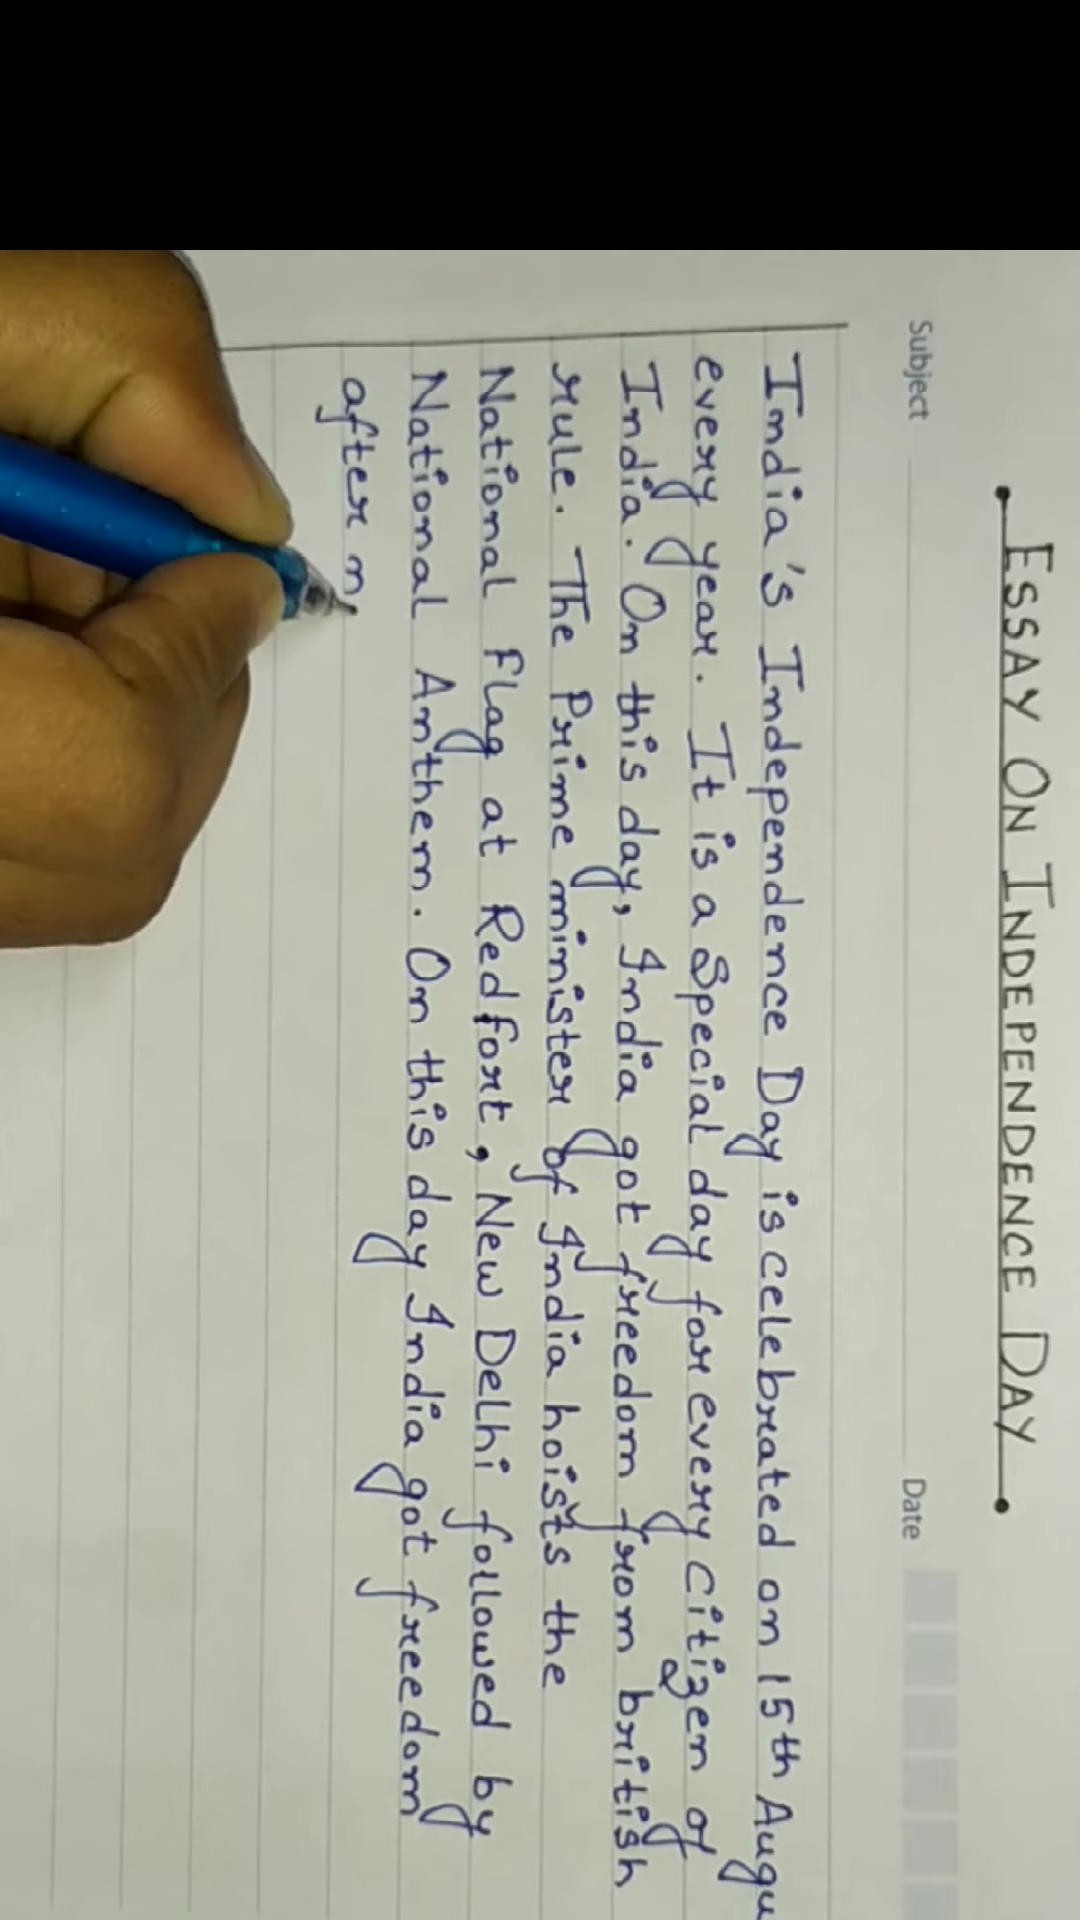 ESSAY ON INDEPENDENCE DAY
Subject Date
India's Independence Day is celebrated on 15th Augu
every year. It is a Special day for every citizen of
India. On this day, India got freedom from british
rule. The Prime minister of India hoists the
National Flag at Red fort, New Delhi followed by
National Anthem. On this day India got freedom
after m